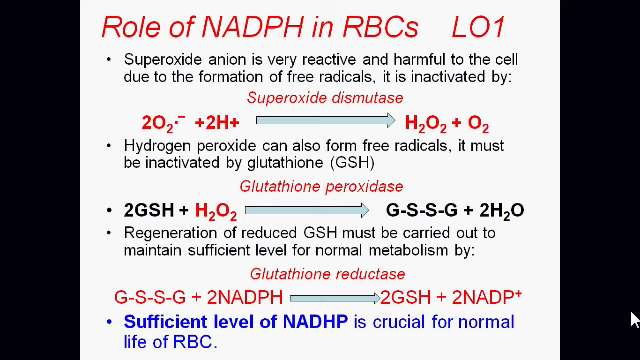 Role of NADPH in RBCs LO1
• Superoxide anion is very reactive and harmful to the cell
due to the formation of free radicals, it is inactivated by:
Superoxide dismutase
2O₂·⁻ +2H+ H₂O₂ + O₂
• Hydrogen peroxide can also form free radicals, it must
be inactivated by glutathione (GSH)
Glutathione peroxidase
• 2GSH + H₂O₂ G-S-S-G + 2H₂O
• Regeneration of reduced GSH must be carried out to
maintain sufficient level for normal metabolism by:
Glutathione reductase
G-S-S-G + 2NADPH 2GSH + 2NADP⁺
• Sufficient level of NADHP is crucial for normal
life of RBC.